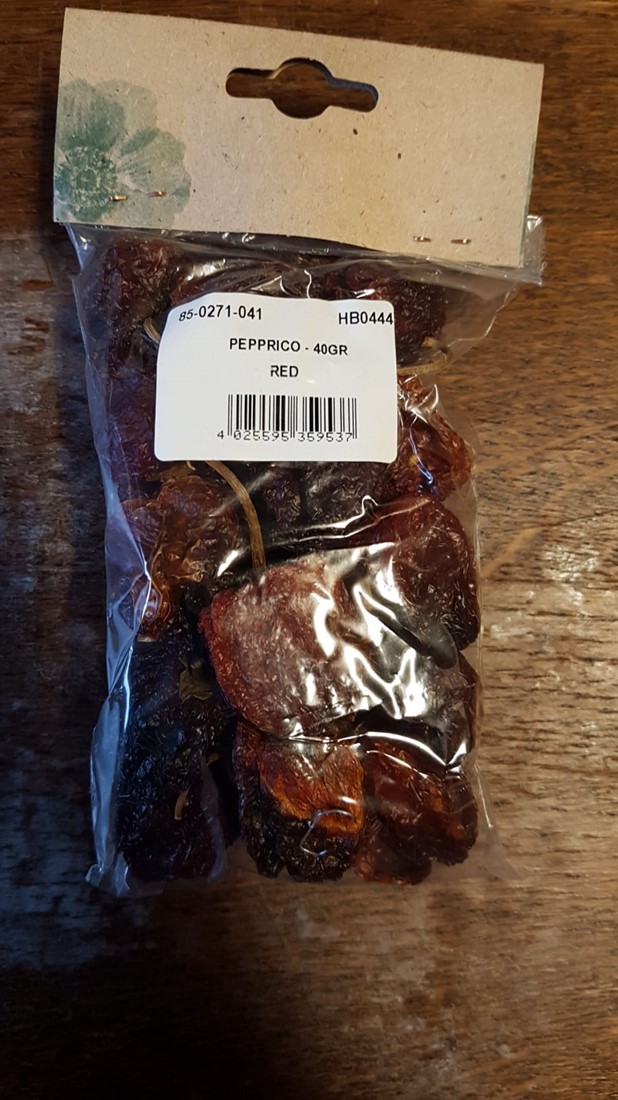 85-0271-041 HB0444
PEPPRICO - 40GR
RED
4 025595 359537